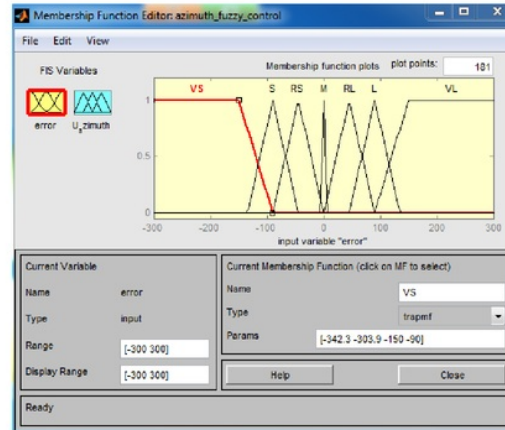 Membership Function Editor: azimuth_fuzzy_control
File Edit View
FIS Variables
error U_azimuth
Membership function plots plot points: 181
VS S RS M RL L VL
1
0.5
0
-300 -200 -100 0 100 200 300
input variable "error"
Current Variable
Name error
Type input
Range [-300 300]
Display Range [-300 300]
Current Membership Function (click on MF to select)
Name VS
Type trapmf
Params [-342.3 -303.9 -150 -90]
Help Close
Ready